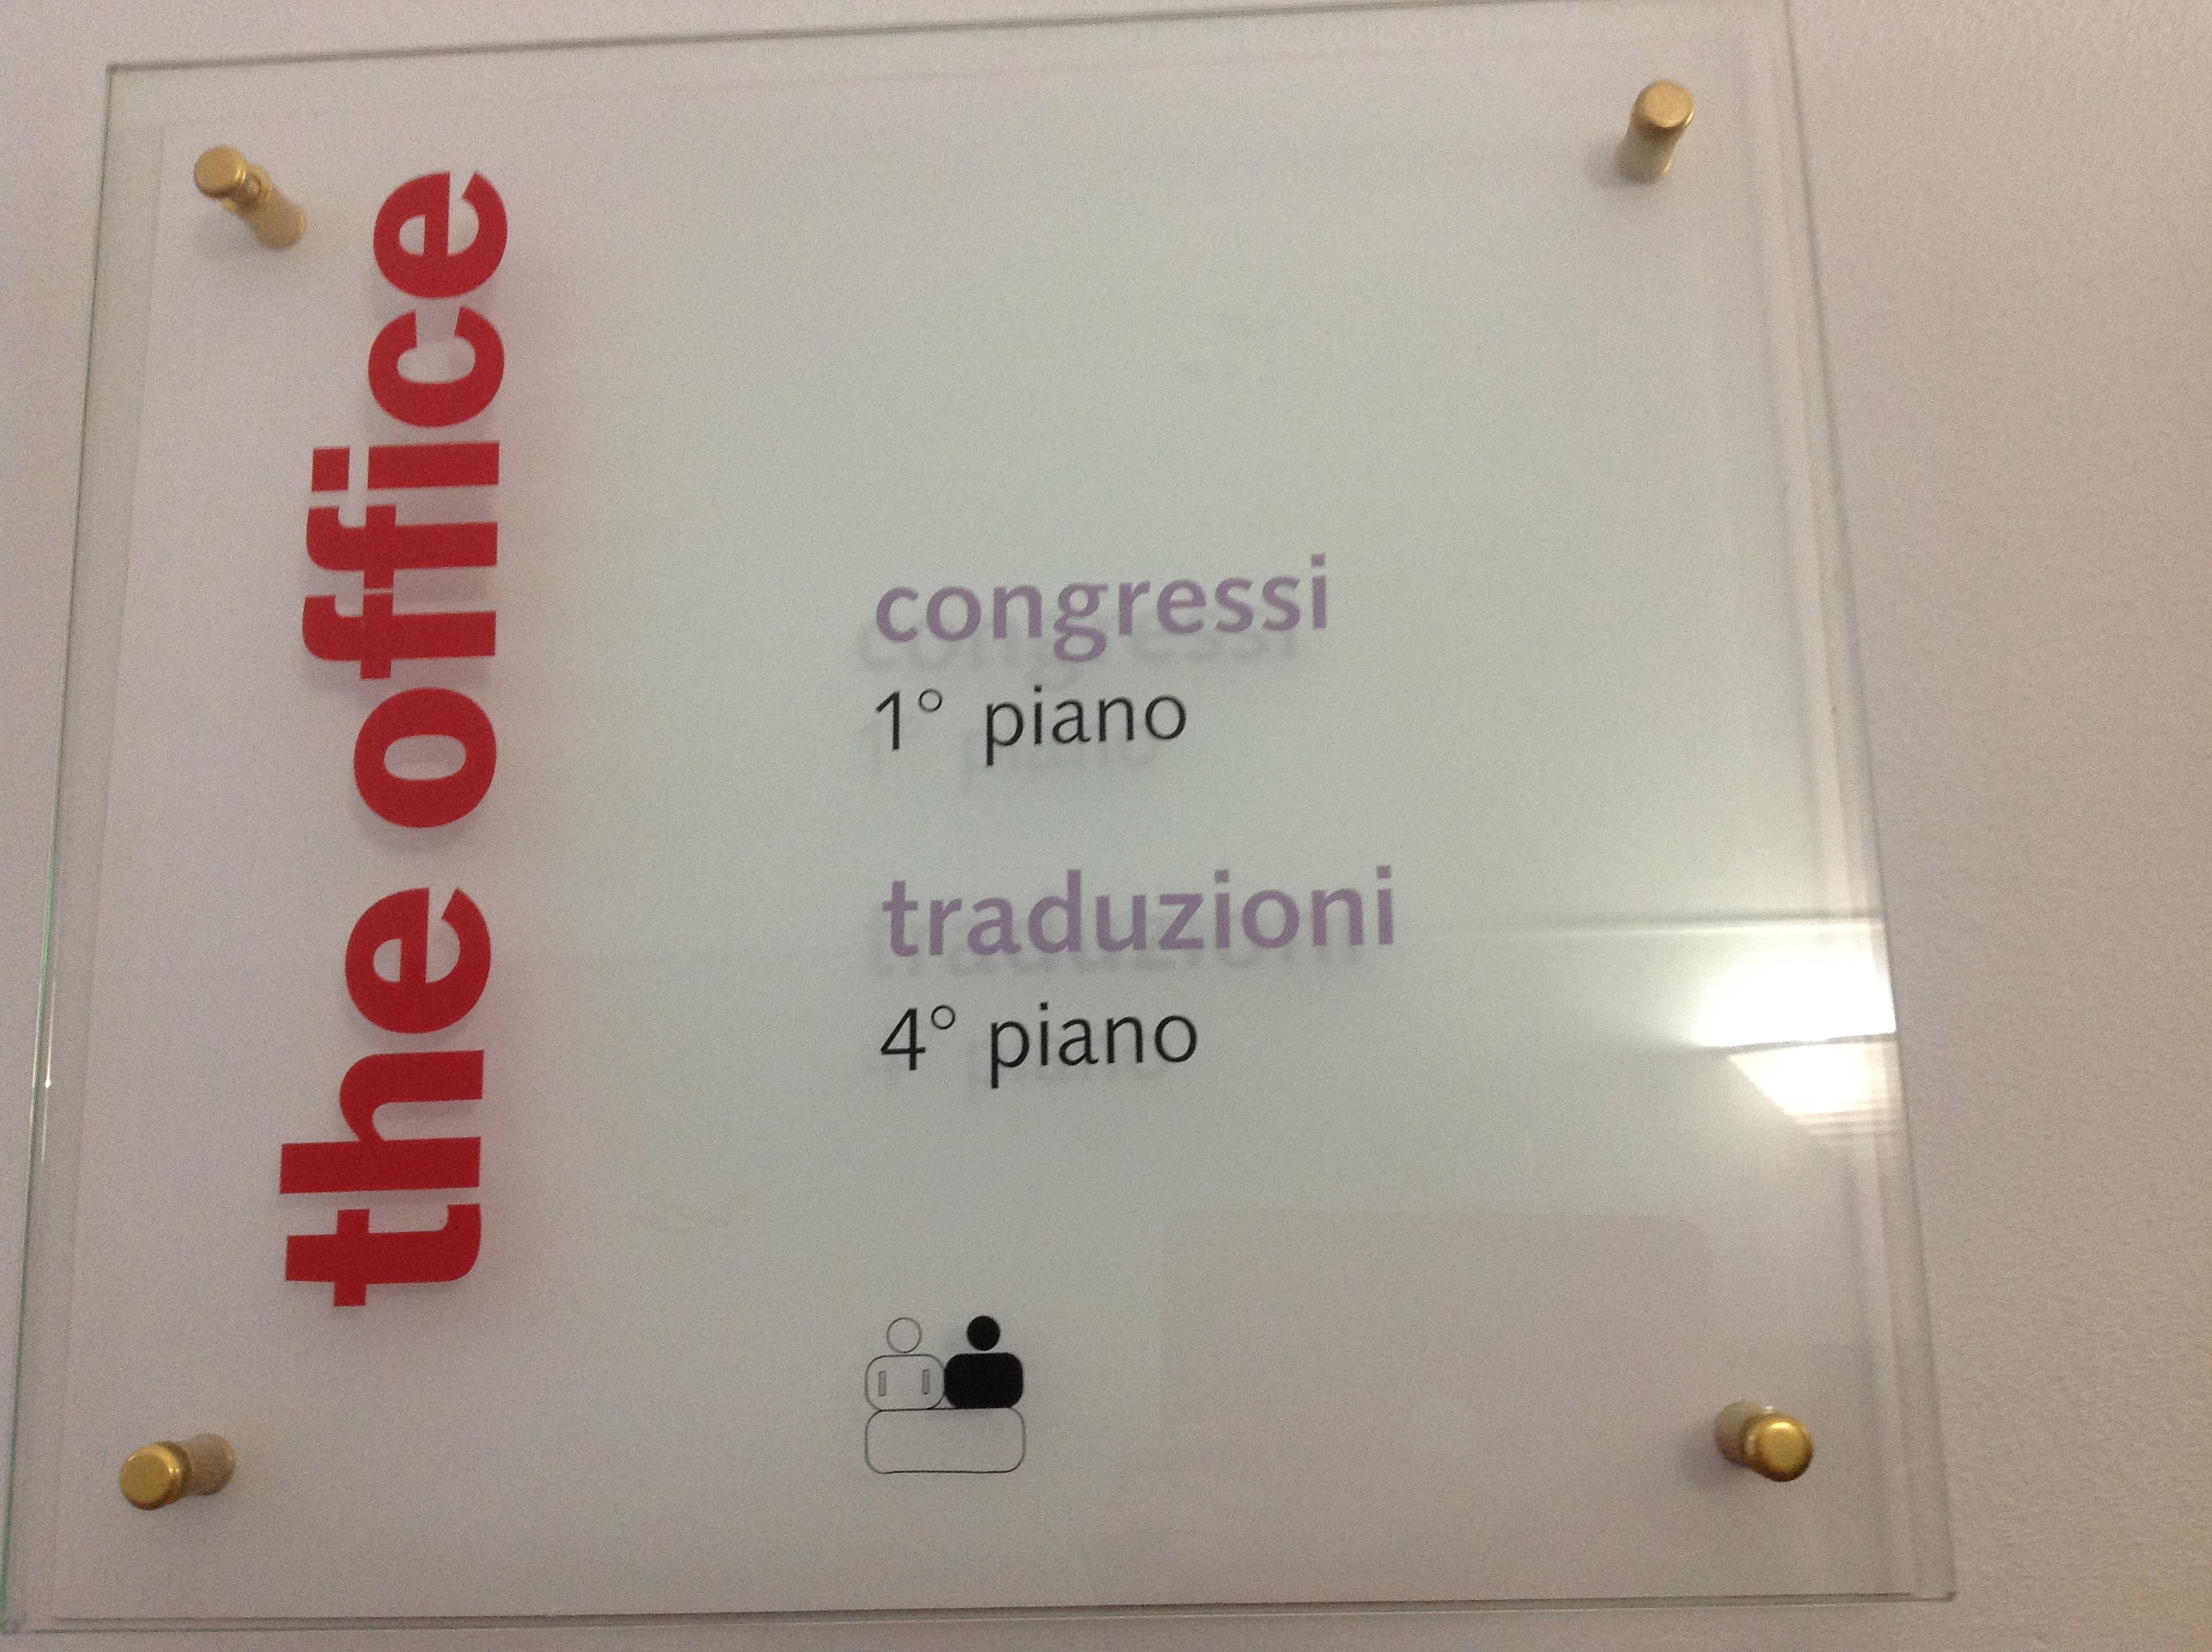 the office
congressi
1° piano
traduzioni
4° piano